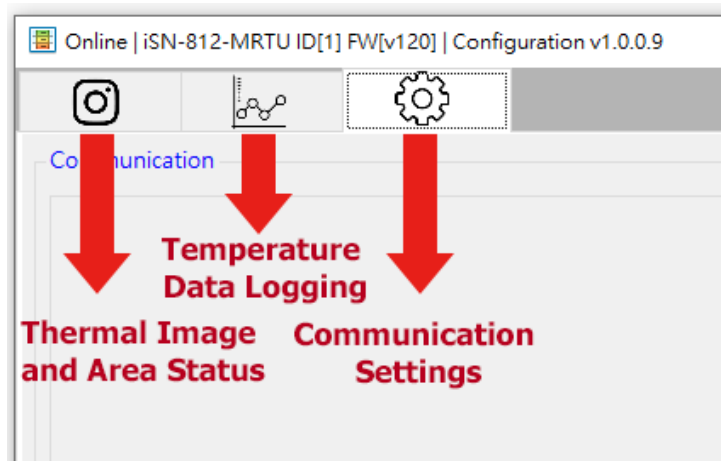 Online | iSN-812-MRTU ID[1] FW[v120] | Configuration v1.0.0.9
Communication
Temperature
Data Logging
Thermal Image
and Area Status
Communication
Settings